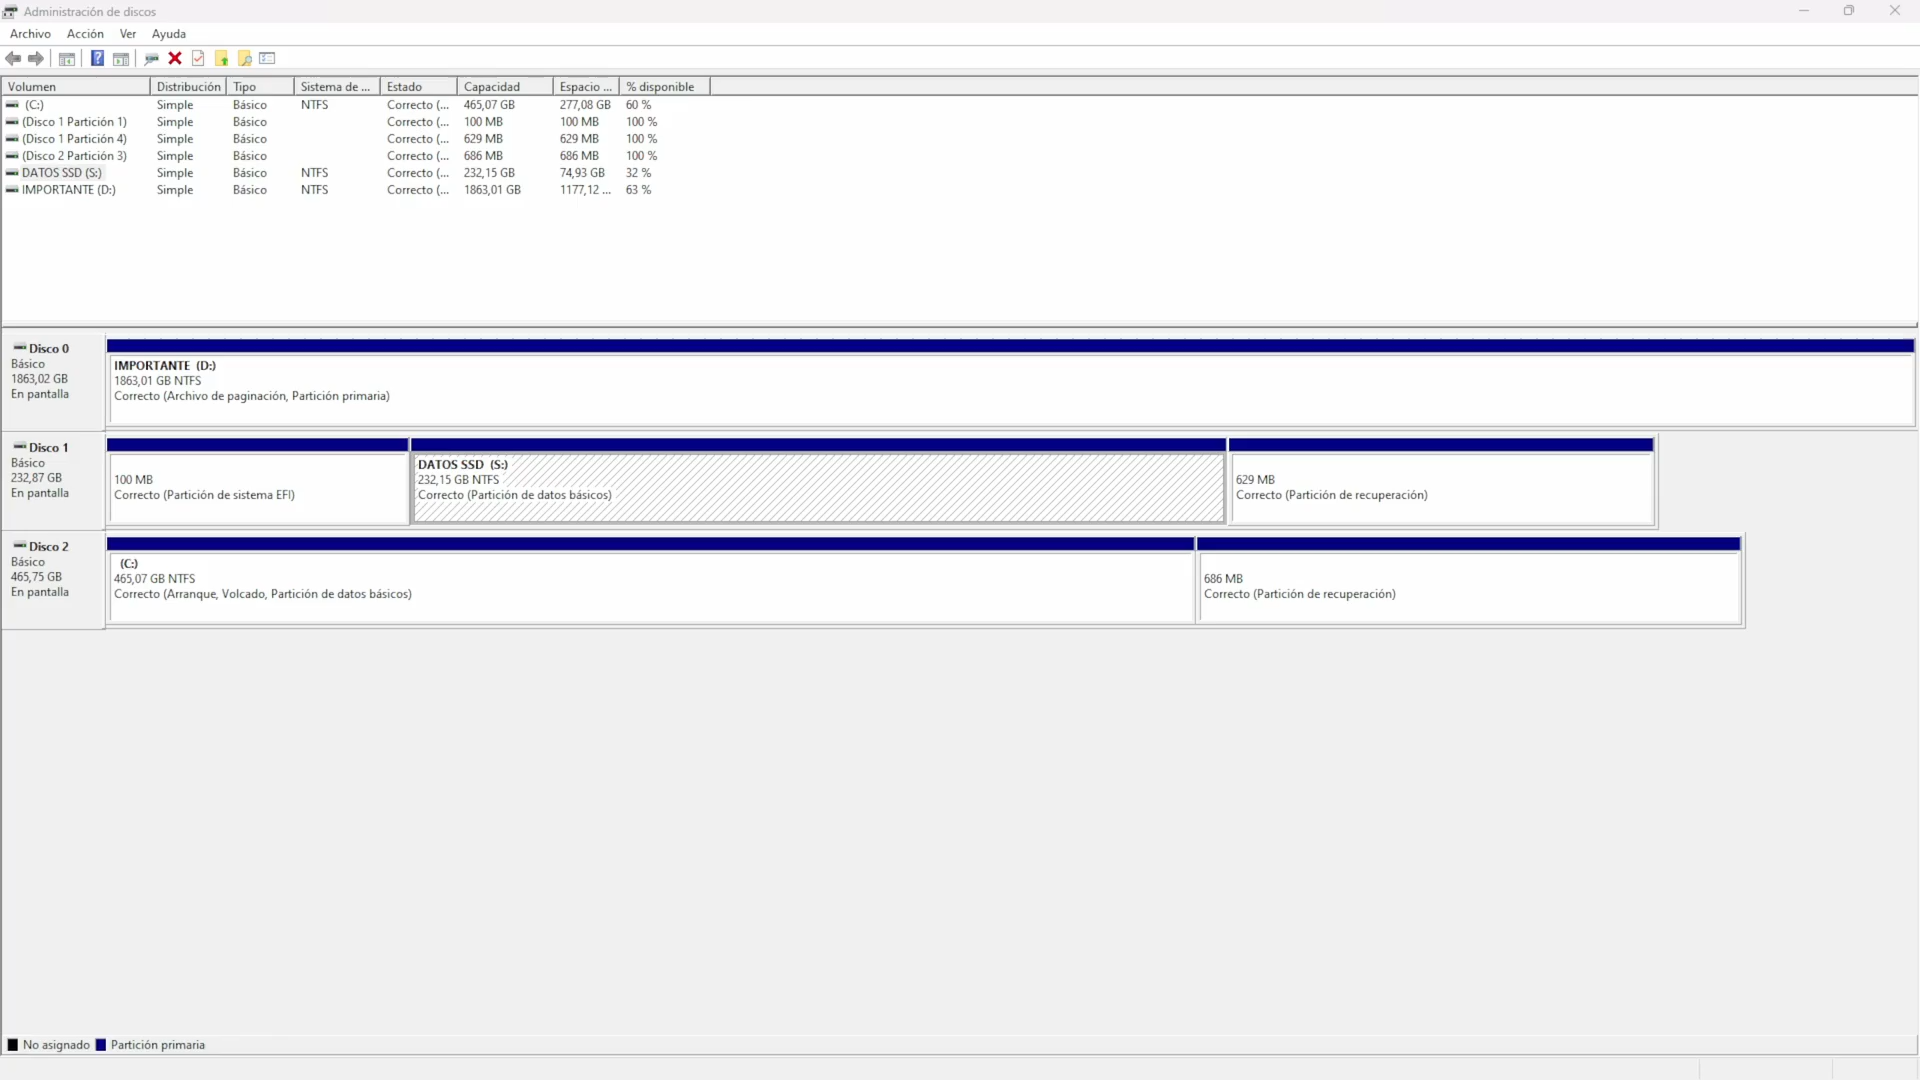 Administración de discos
Archivo Acción Ver Ayuda
Volumen Distribución Tipo Sistema de ... Estado Capacidad Espacio ... % disponible
(C:) Simple Básico NTFS Correcto (... 465,07 GB 277,08 GB 60 %
(Disco 1 Partición 1) Simple Básico Correcto (... 100 MB 100 MB 100 %
(Disco 1 Partición 4) Simple Básico Correcto (... 629 MB 629 MB 100 %
(Disco 2 Partición 3) Simple Básico Correcto (... 686 MB 686 MB 100 %
DATOS SSD (S:) Simple Básico NTFS Correcto (... 232,15 GB 74,93 GB 32 %
IMPORTANTE (D:) Simple Básico NTFS Correcto (... 1863,01 GB 1177,12 ... 63 %
Disco 0
Básico
1863,02 GB
En pantalla
IMPORTANTE (D:)
1863,01 GB NTFS
Correcto (Archivo de paginación, Partición primaria)
Disco 1
Básico
232,87 GB
En pantalla
100 MB
Correcto (Partición de sistema EFI)
DATOS SSD (S:)
232,15 GB NTFS
Correcto (Partición de datos básicos)
629 MB
Correcto (Partición de recuperación)
Disco 2
Básico
465,75 GB
En pantalla
(C:)
465,07 GB NTFS
Correcto (Arranque, Volcado, Partición de datos básicos)
686 MB
Correcto (Partición de recuperación)
No asignado Partición primaria